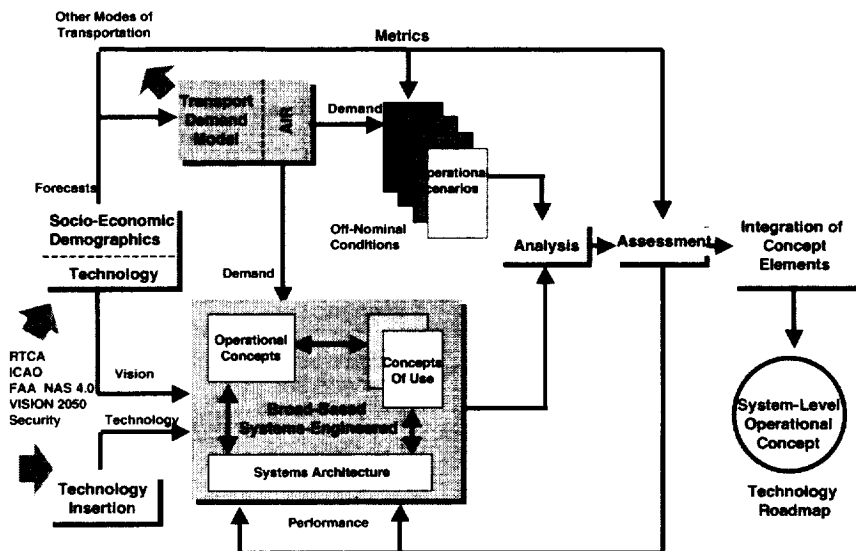 Other Modes of
Transportation
Metrics
Transport
Demand
Model
AIR
Demand
Operational
Scenarios
Off-Nominal
Conditions
Forecasts
Socio-Economic
Demographics
Technology
Demand
Analysis
Assessment
Integration of
Concept
Elements
RTCA
ICAO
FAA NAS 4.0
VISION 2050
Security
Vision
Technology
Operational
Concepts
Concepts
Of Use
Broad-Based
Systems-Engineered
Systems Architecture
Technology
Insertion
Performance
System-Level
Operational
Concept
Technology
Roadmap